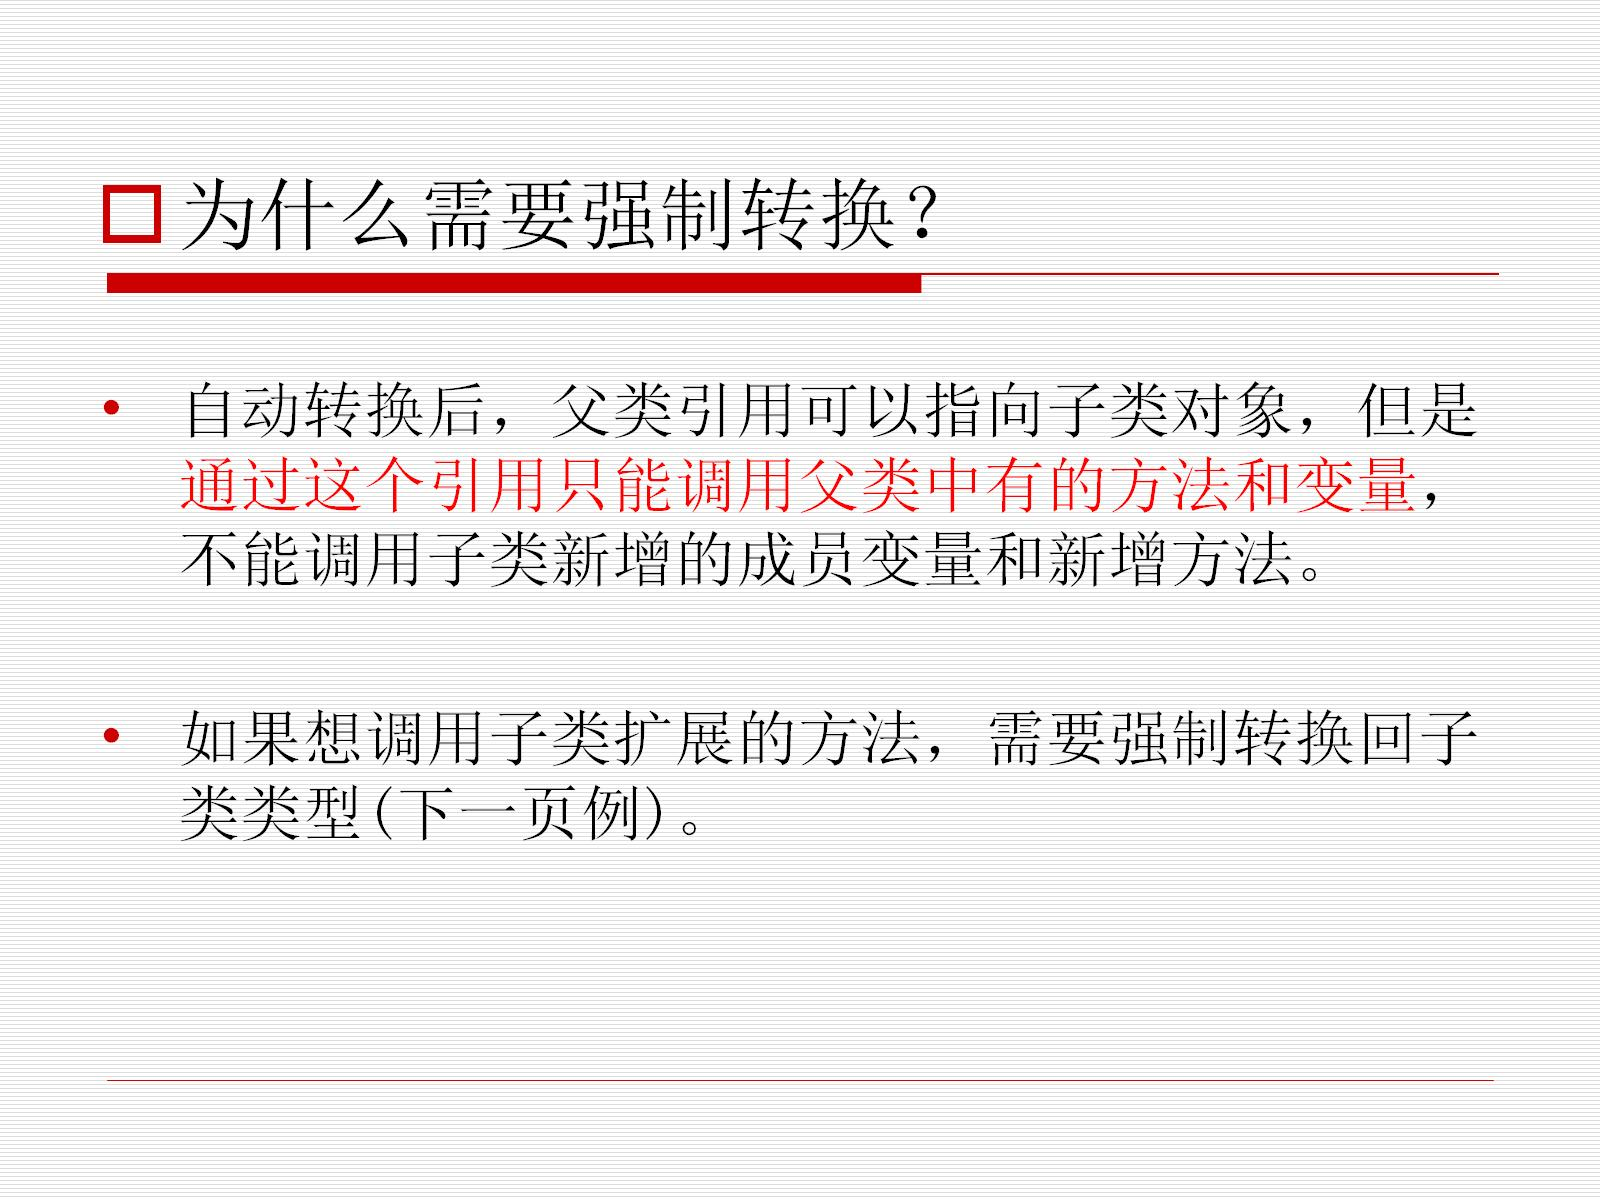 为什么需要强制转换?
自动转换后，父类引用可以指向子类对象，但是
通过这个引用只能调用父类中有的方法和变量，
不能调用子类新增的成员变量和新增方法。
如果想调用子类扩展的方法，需要强制转换回子
类类型(下一页例)。